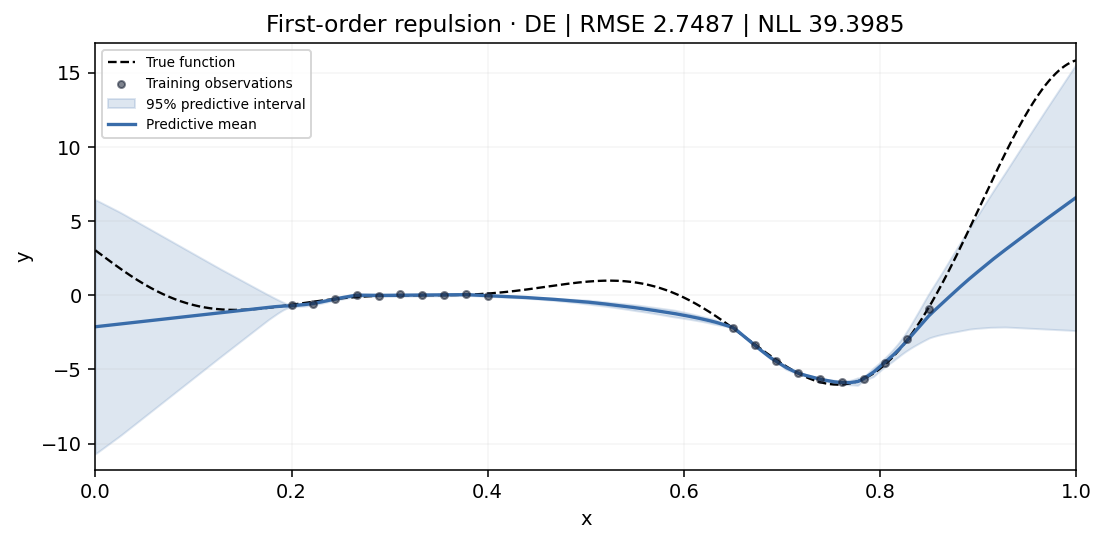 First-order repulsion · DE | RMSE 2.7487 | NLL 39.3985
True function
Training observations
95% predictive interval
Predictive mean
15
10
5
0
−5
−10
y
0.0 0.2 0.4 0.6 0.8 1.0
x